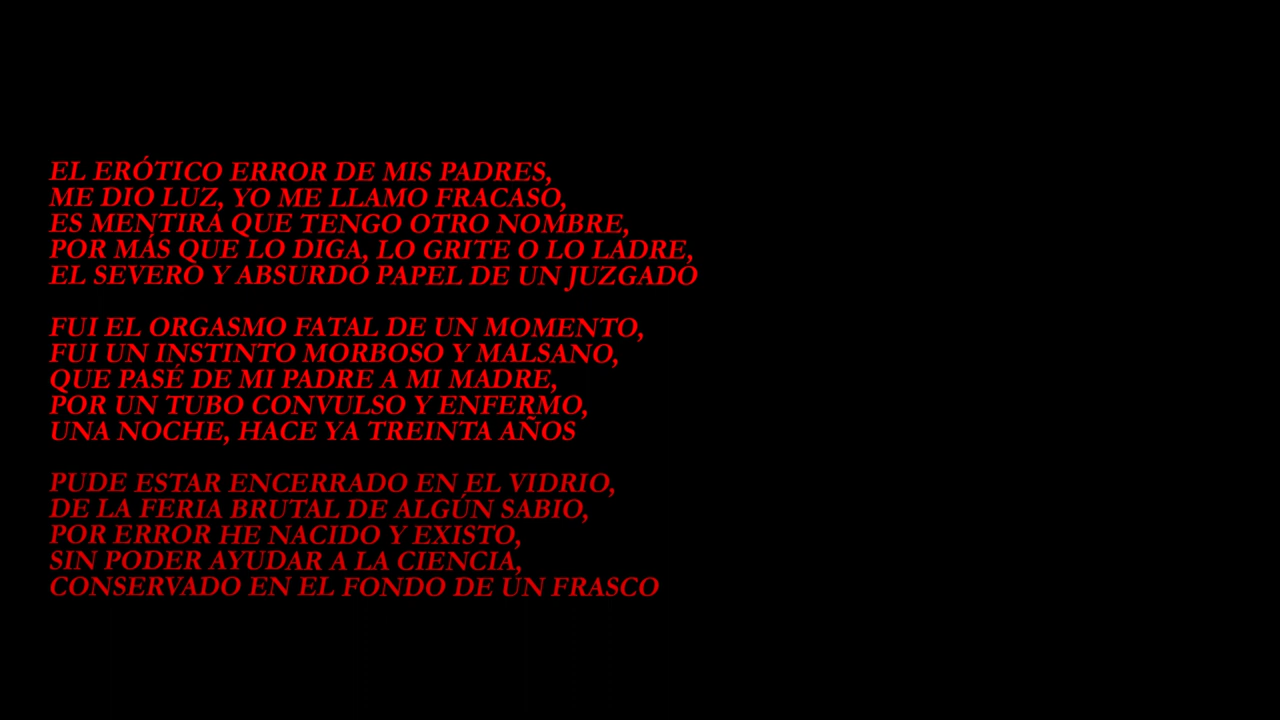 EL ERÓTICO ERROR DE MIS PADRES,
ME DIO LUZ, YO ME LLAMO FRACASO,
ES MENTIRA QUE TENGO OTRO NOMBRE,
POR MÁS QUE LO DIGA, LO GRITE O LO LADRE,
EL SEVERO Y ABSURDO PAPEL DE UN JUZGADO
FUI EL ORGASMO FATAL DE UN MOMENTO,
FUI UN INSTINTO MORBOSO Y MALSANO,
QUE PASÉ DE MI PADRE A MI MADRE,
POR UN TUBO CONVULSO Y ENFERMO,
UNA NOCHE, HACE YA TREINTA AÑOS
PUDE ESTAR ENCERRADO EN EL VIDRIO,
DE LA FERIA BRUTAL DE ALGÚN SABIO,
POR ERROR HE NACIDO Y EXISTO,
SIN PODER AYUDAR A LA CIENCIA,
CONSERVADO EN EL FONDO DE UN FRASCO